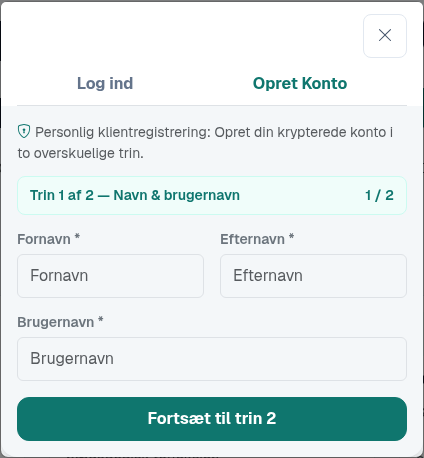 Log ind
Opret Konto
Personlig klientregistrering: Opret din krypterede konto i
to overskuelige trin.
Trin 1 af 2 — Navn & brugernavn
1 / 2
Fornavn *
Efternavn *
Fornavn
Efternavn
Brugernavn *
Brugernavn
Fortsæt til trin 2